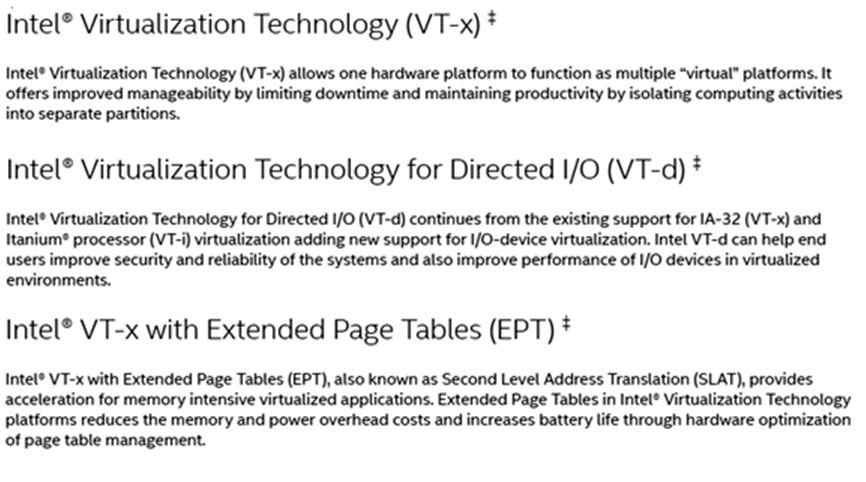 Intel® Virtualization Technology (VT-x) ‡
Intel® Virtualization Technology (VT-x) allows one hardware platform to function as multiple “virtual” platforms. It
offers improved manageability by limiting downtime and maintaining productivity by isolating computing activities
into separate partitions.
Intel® Virtualization Technology for Directed I/O (VT-d) ‡
Intel® Virtualization Technology for Directed I/O (VT-d) continues from the existing support for IA-32 (VT-x) and
Itanium® processor (VT-i) virtualization adding new support for I/O-device virtualization. Intel VT-d can help end
users improve security and reliability of the systems and also improve performance of I/O devices in virtualized
environments.
Intel® VT-x with Extended Page Tables (EPT) ‡
Intel® VT-x with Extended Page Tables (EPT), also known as Second Level Address Translation (SLAT), provides
acceleration for memory intensive virtualized applications. Extended Page Tables in Intel® Virtualization Technology
platforms reduces the memory and power overhead costs and increases battery life through hardware optimization
of page table management.